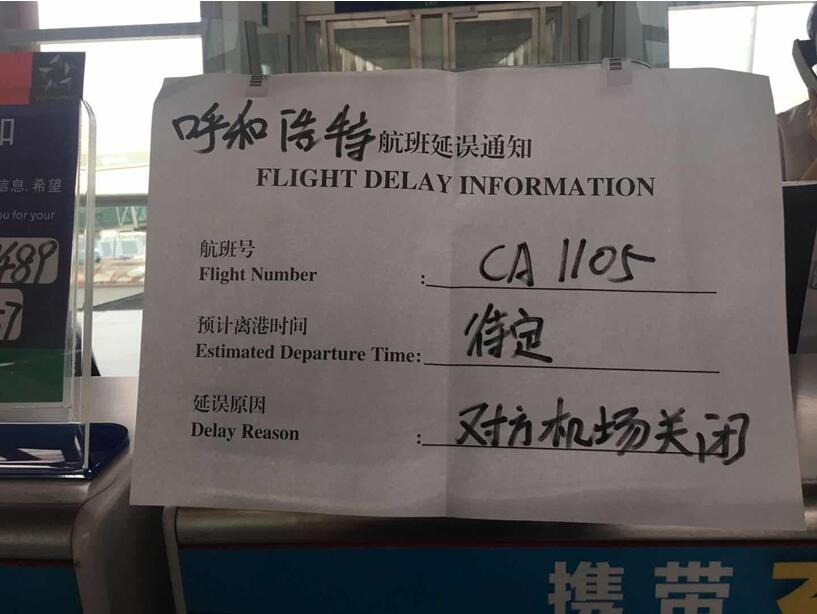 呼和浩特航班延误通知
FLIGHT DELAY INFORMATION
航班号
Flight Number : CA 1105
预计离港时间
Estimated Departure Time: 待定
延误原因
Delay Reason : 对方机场关闭
信息,希望
ou for your
489
7
携带